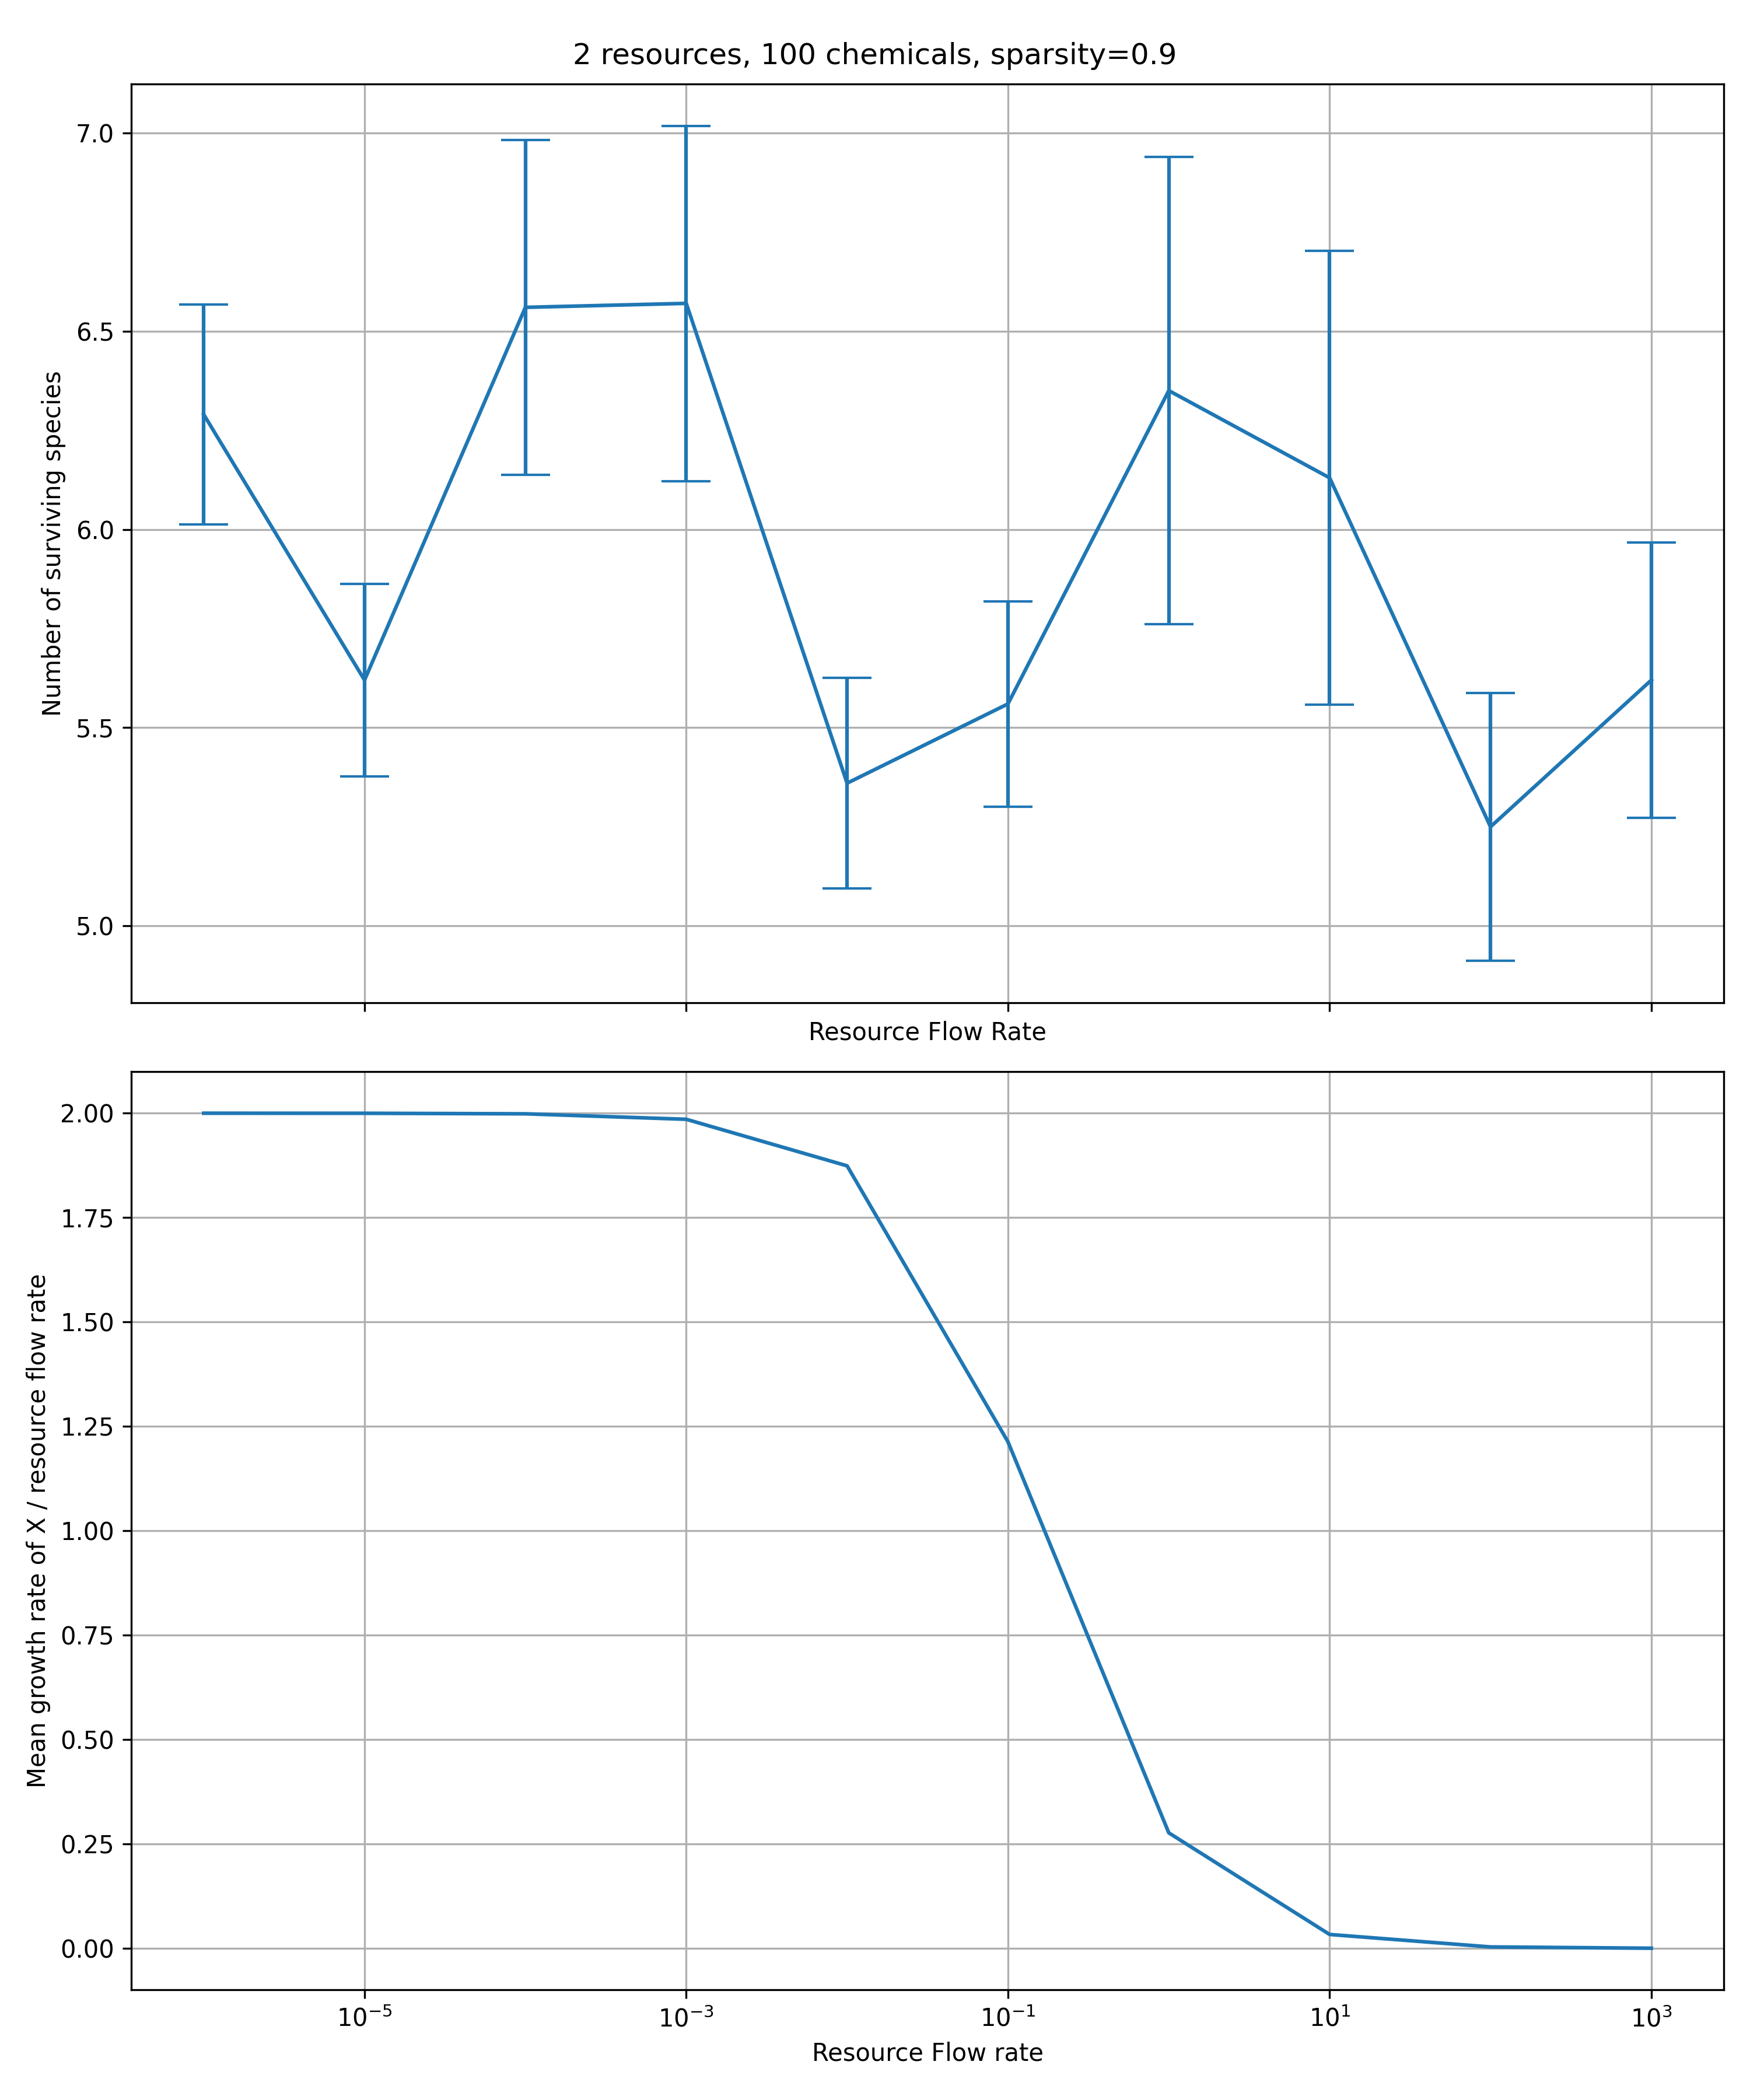 2 resources, 100 chemicals, sparsity=0.9
Number of surviving species
7.0
6.5
6.0
5.5
5.0
Resource Flow Rate
Mean growth rate of X / resource flow rate
2.00
1.75
1.50
1.25
1.00
0.75
0.50
0.25
0.00
10⁻⁵ 10⁻³ 10⁻¹ 10¹ 10³
Resource Flow rate